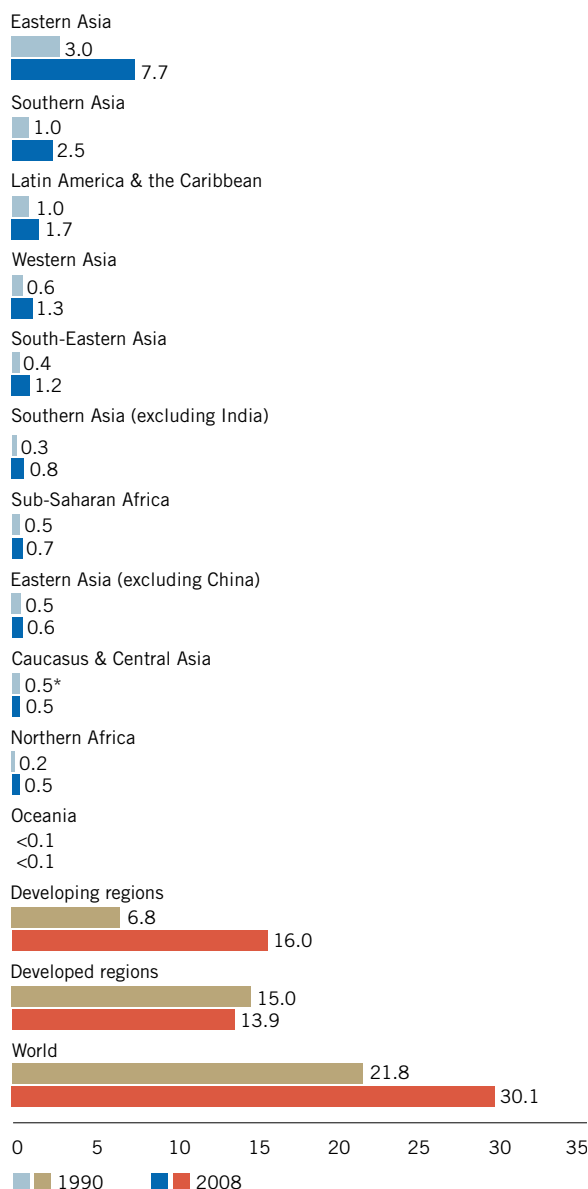 Eastern Asia
3.0
7.7
Southern Asia
1.0
2.5
Latin America & the Caribbean
1.0
1.7
Western Asia
0.6
1.3
South-Eastern Asia
0.4
1.2
Southern Asia (excluding India)
0.3
0.8
Sub-Saharan Africa
0.5
0.7
Eastern Asia (excluding China)
0.5
0.6
Caucasus & Central Asia
0.5*
0.5
Northern Africa
0.2
0.5
Oceania
<0.1
<0.1
Developing regions
6.8
16.0
Developed regions
15.0
13.9
World
21.8
30.1
0 5 10 15 20 25 30 35
1990 2008